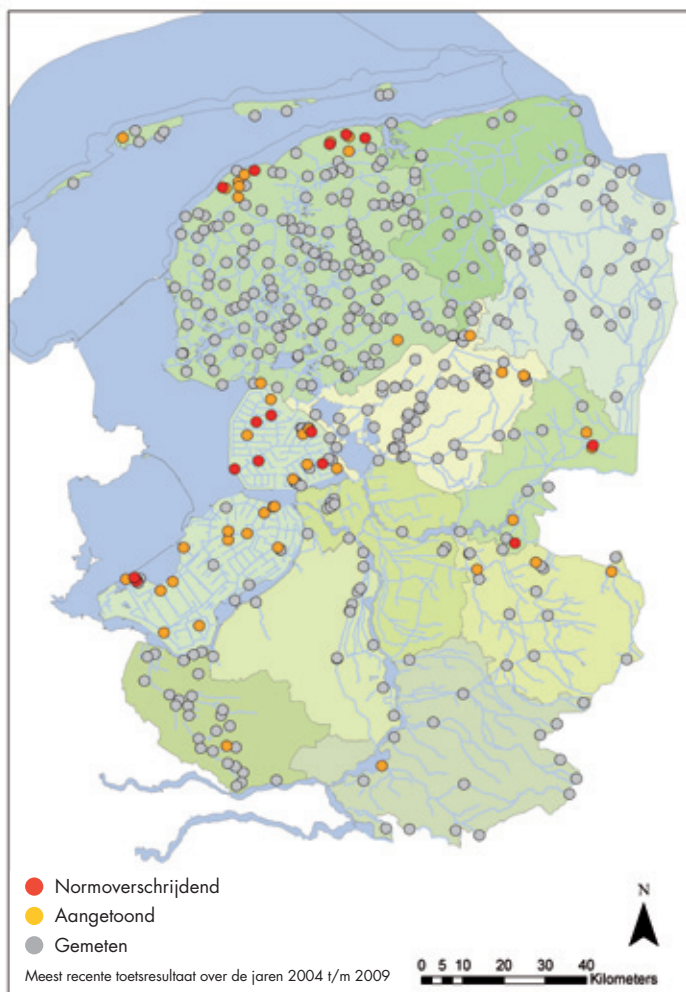 Normoverschrijdend
Aangetoond
Gemeten
Meest recente toetsresultaat over de jaren 2004 t/m 2009
N
0 5 10 20 30 40
Kilometers